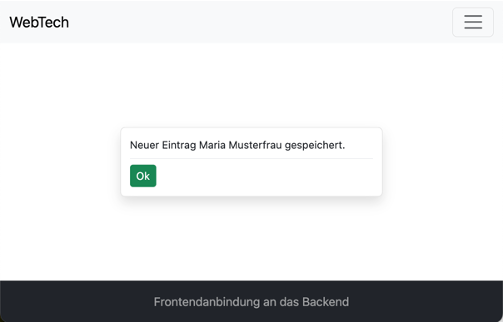 WebTech
Neuer Eintrag Maria Musterfrau gespeichert.
Ok
Frontendanbindung an das Backend